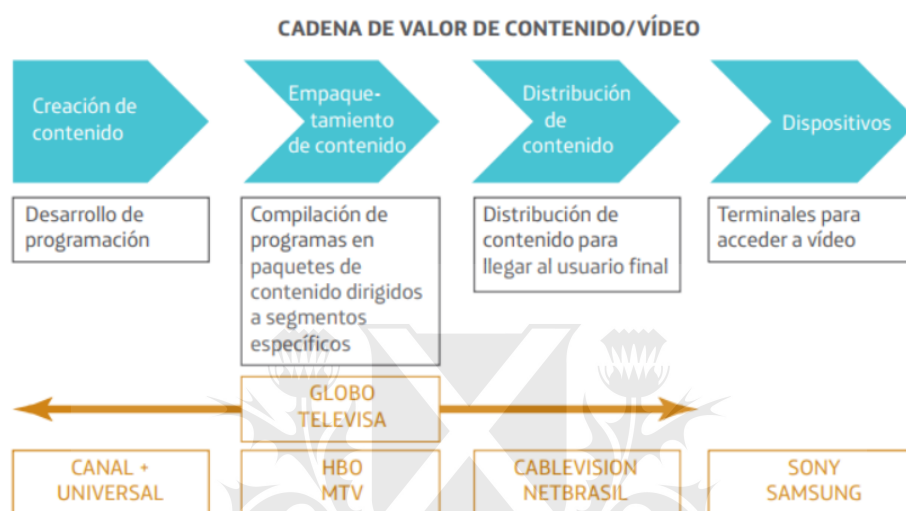 CADENA DE VALOR DE CONTENIDO/VÍDEO
Creación de
contenido
Empaque-
tamiento
de contenido
Distribución
de
contenido
Dispositivos
Desarrollo de
programación
Compilación de
programas en
paquetes de
contenido dirigidos
a segmentos
específicos
Distribución de
contenido para
llegar al usuario final
Terminales para
acceder a vídeo
GLOBO
TELEVISA
CANAL +
UNIVERSAL
HBO
MTV
CABLEVISION
NETBRASIL
SONY
SAMSUNG